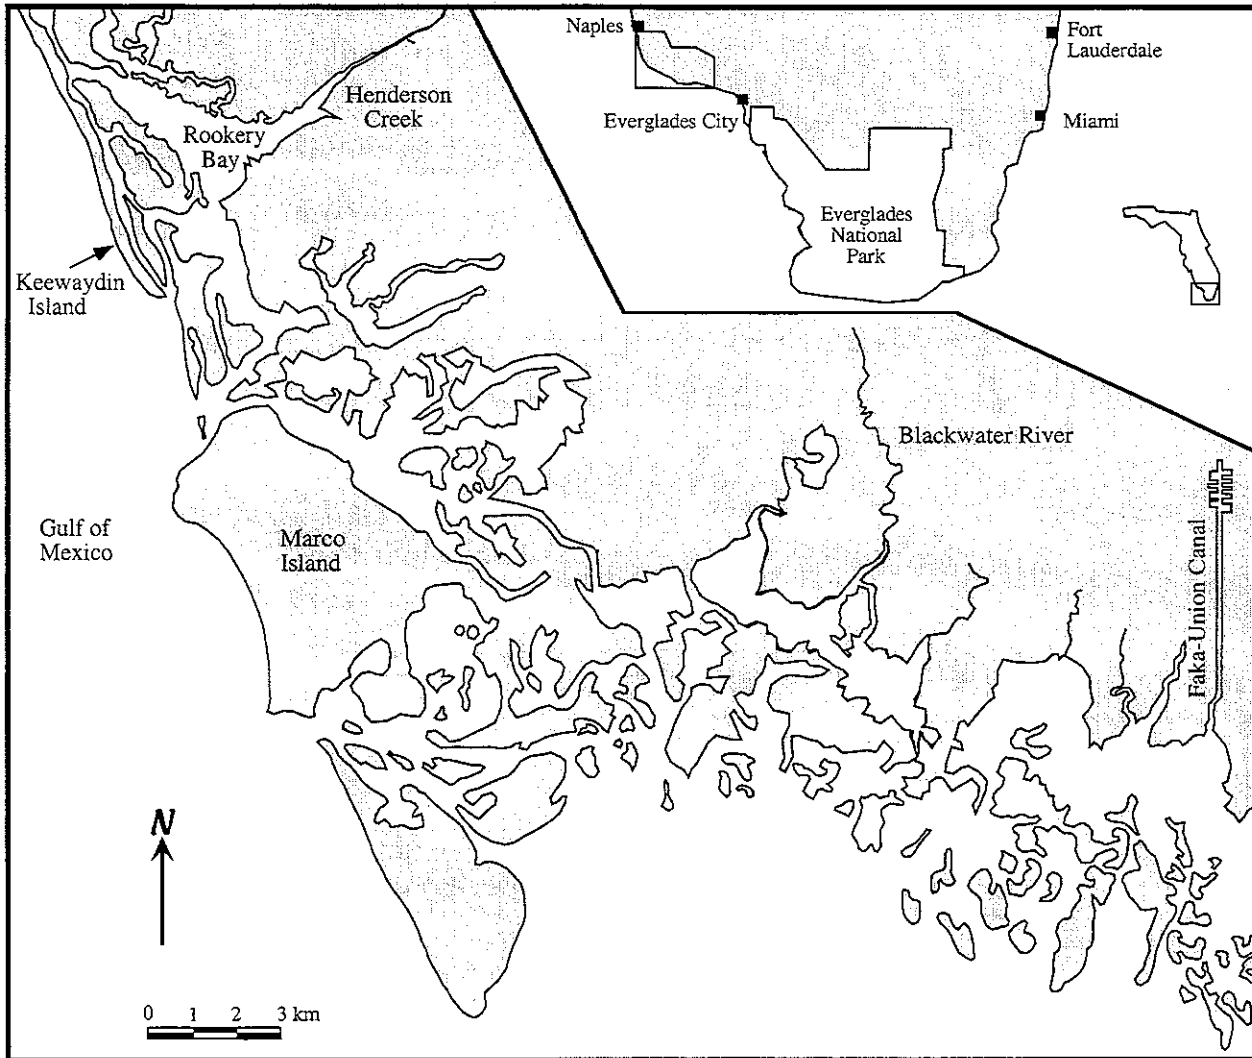 Naples
Fort
Lauderdale
Everglades City
Miami
Everglades
National
Park
Henderson
Creek
Rookery
Bay
Keewaydin
Island
Blackwater River
Gulf of
Mexico
Marco
Island
Faka-Union Canal
N
0 1 2 3 km